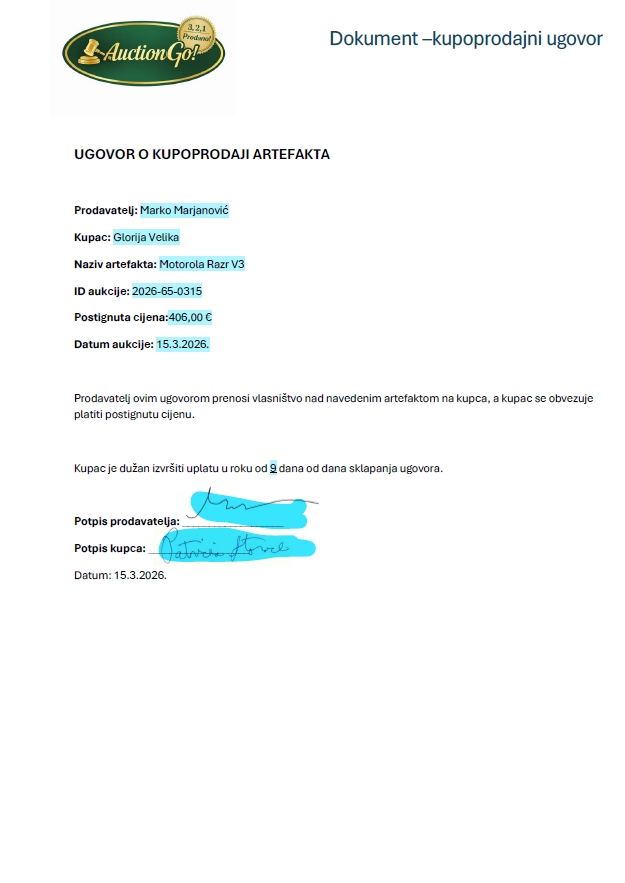 3, 2, 1
Prodano!
AuctionGo!
Dokument –kupoprodajni ugovor
UGOVOR O KUPOPRODAJI ARTEFAKTA
Prodavatelj: Marko Marjanović
Kupac: Glorija Velika
Naziv artefakta: Motorola Razr V3
ID aukcije: 2026-65-0315
Postignuta cijena:406,00 €
Datum aukcije: 15.3.2026.
Prodavatelj ovim ugovorom prenosi vlasništvo nad navedenim artefaktom na kupca, a kupac se obvezuje
platiti postignutu cijenu.
Kupac je dužan izvršiti uplatu u roku od 9 dana od dana sklapanja ugovora.
Potpis prodavatelja:
Potpis kupca: Patricia
Datum: 15.3.2026.